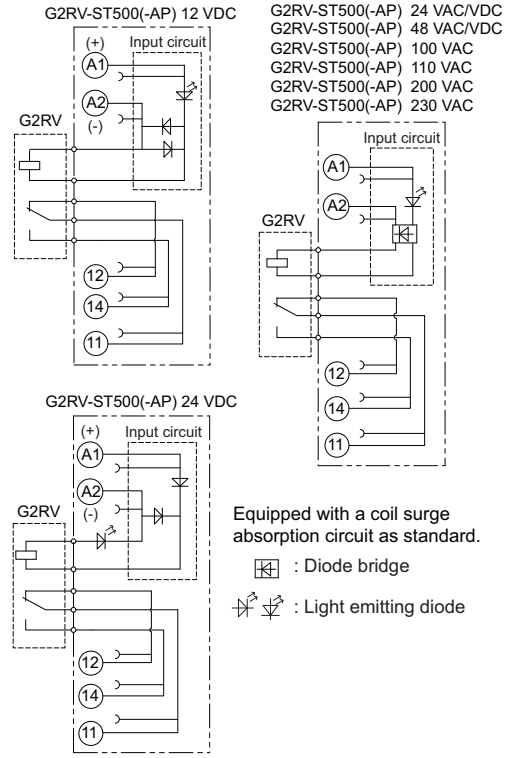 G2RV-ST500(-AP) 12 VDC
(+) Input circuit
A1
A2
(-)
G2RV
12
14
11
G2RV-ST500(-AP) 24 VAC/VDC
G2RV-ST500(-AP) 48 VAC/VDC
G2RV-ST500(-AP) 100 VAC
G2RV-ST500(-AP) 110 VAC
G2RV-ST500(-AP) 200 VAC
G2RV-ST500(-AP) 230 VAC
Input circuit
A1
A2
G2RV
12
14
11
G2RV-ST500(-AP) 24 VDC
(+) Input circuit
A1
A2
(-)
G2RV
12
14
11
Equipped with a coil surge
absorption circuit as standard.
: Diode bridge
: Light emitting diode